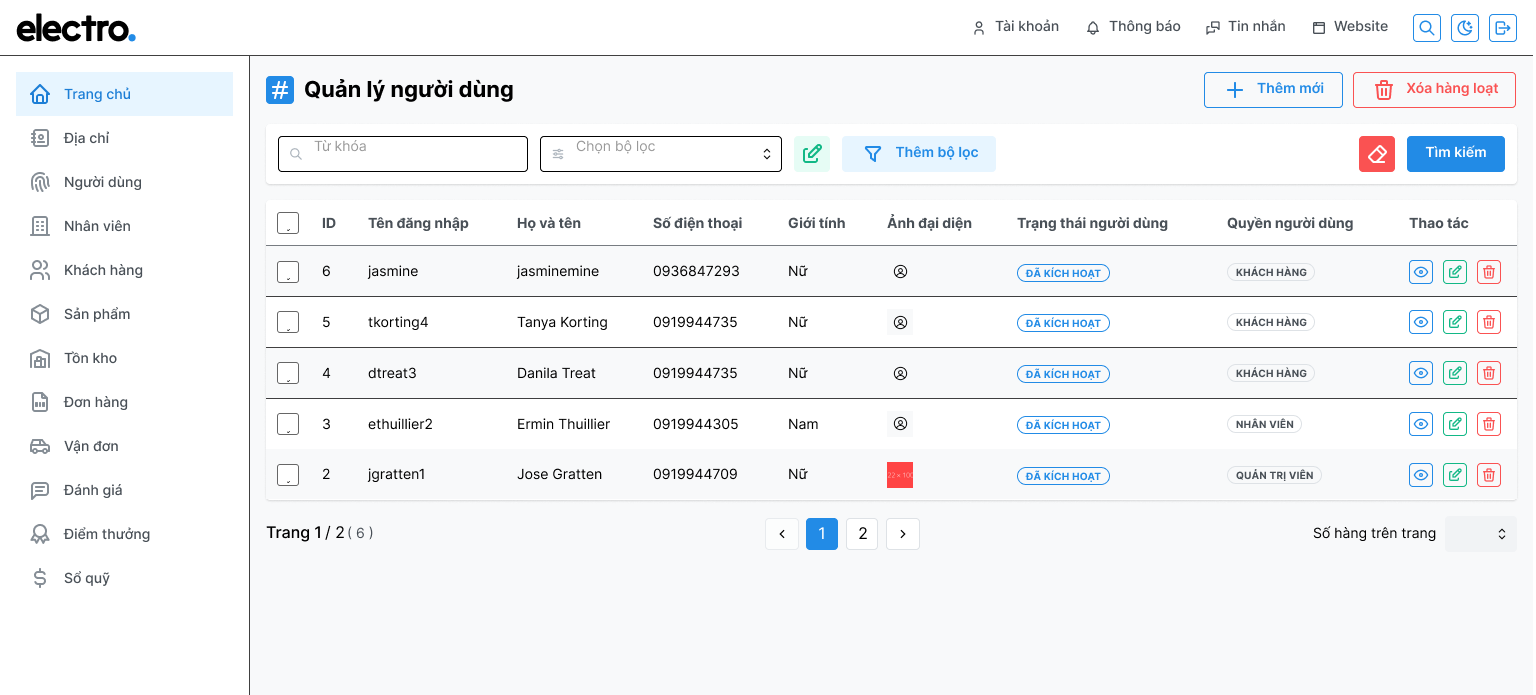 electro.
Tài khoản Thông báo Tin nhắn Website
Trang chủ
Địa chỉ
Người dùng
Nhân viên
Khách hàng
Sản phẩm
Tồn kho
Đơn hàng
Vận đơn
Đánh giá
Điểm thưởng
Sổ quỹ
# Quản lý người dùng
Thêm mới Xóa hàng loạt
Từ khóa Chọn bộ lọc Thêm bộ lọc Tìm kiếm
ID Tên đăng nhập Họ và tên Số điện thoại Giới tính Ảnh đại diện Trạng thái người dùng Quyền người dùng Thao tác
6 jasmine jasminemine 0936847293 Nữ ĐÃ KÍCH HOẠT KHÁCH HÀNG
5 tkorting4 Tanya Korting 0919944735 Nữ ĐÃ KÍCH HOẠT KHÁCH HÀNG
4 dtreat3 Danila Treat 0919944735 Nữ ĐÃ KÍCH HOẠT KHÁCH HÀNG
3 ethuillier2 Ermin Thuillier 0919944305 Nam ĐÃ KÍCH HOẠT NHÂN VIÊN
2 jgratten1 Jose Gratten 0919944709 Nữ ĐÃ KÍCH HOẠT QUẢN TRỊ VIÊN
Trang 1 / 2 ( 6 ) 1 2 Số hàng trên trang